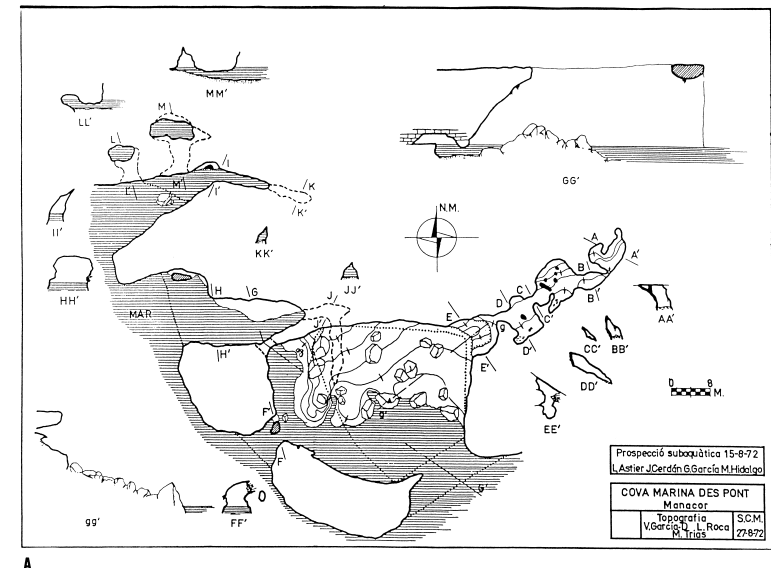 MM'
LL'
M
L
I
L'
M'
I'
K
K'
GG'
II'
N.M.
KK'
A
A'
B
B'
HH'
H
G
JJ'
J
C
D
E
C'
g
D'
AA'
MAR
J'
H'
E'
CC'
BB'
DD'
EE'
0 8 M.
F'
g'
F
G'
gg'
FF'
Prospecció subaquàtica 15-8-72
I,Astier J.Cerdán G.García M.Hidalgo
COVA MARINA DES PONT
Manacor
Topografia
V.García-D. L. Roca
M. Trias
S.C.M.
27-8-72
A